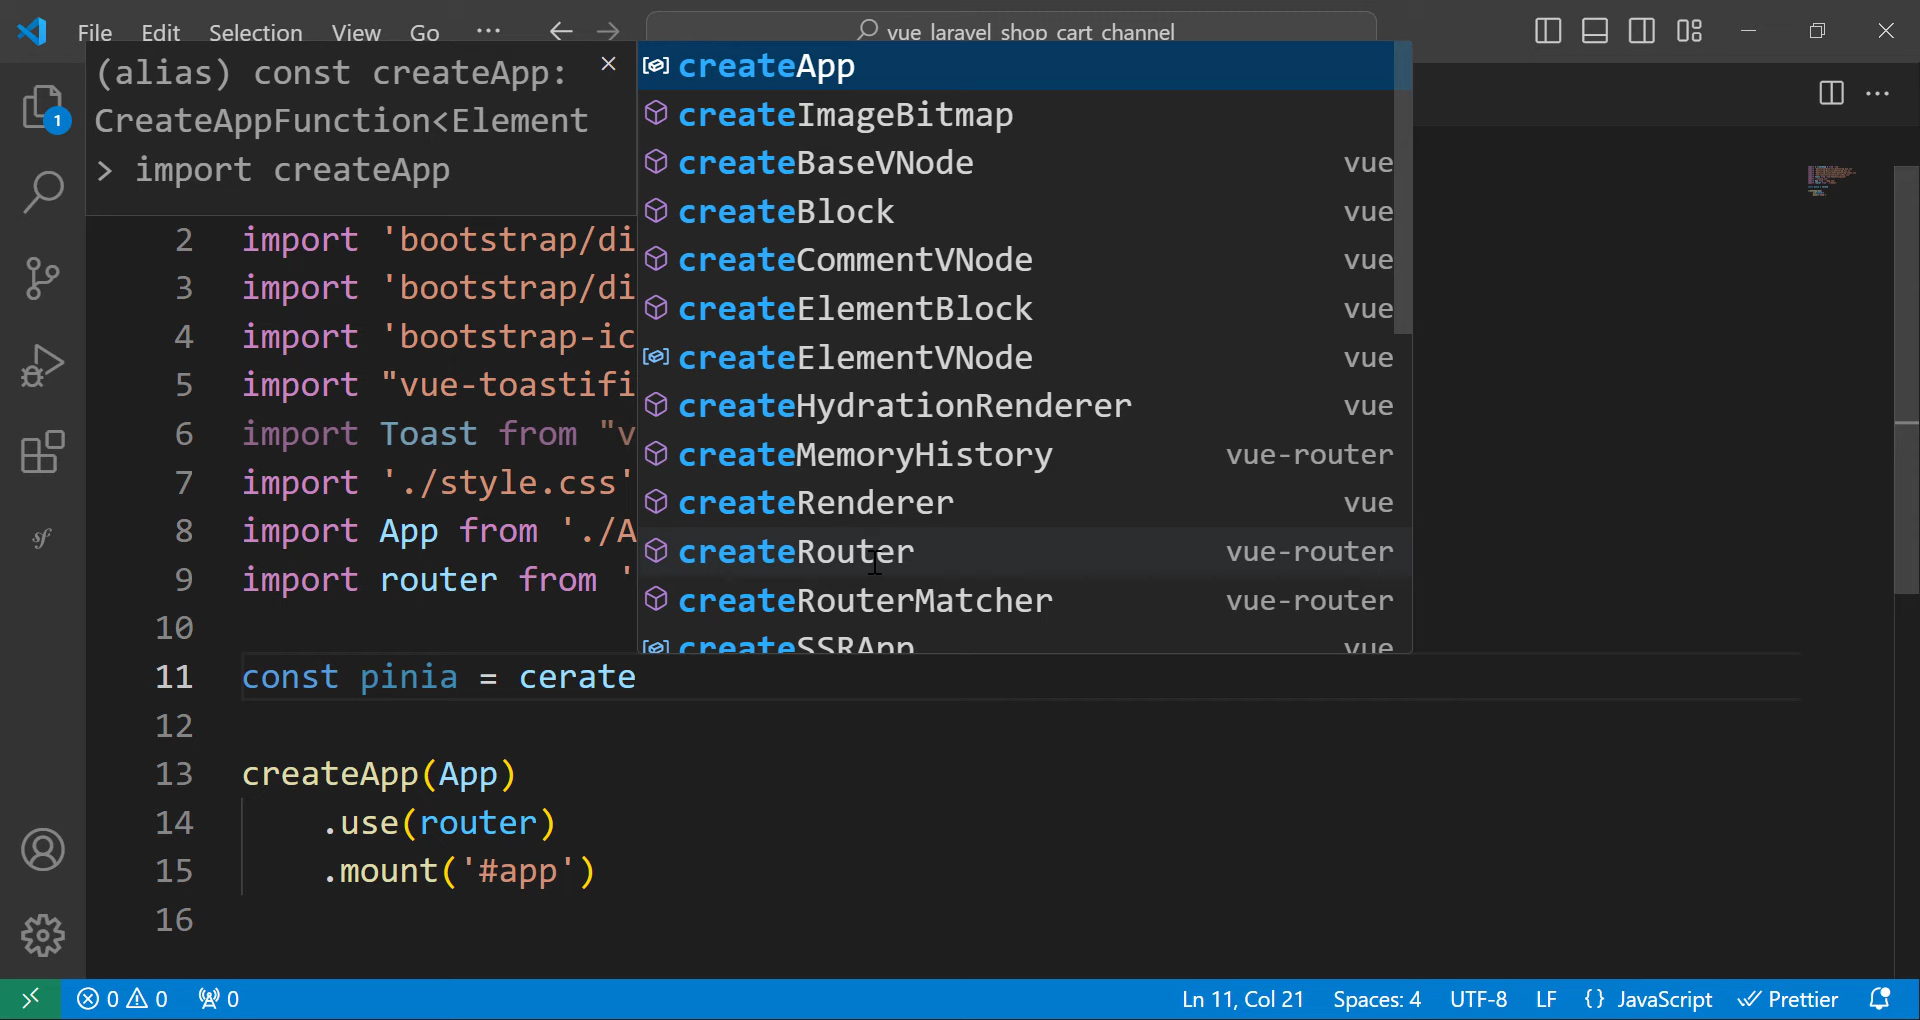 File Edit Selection View Go ··· vue laravel shop cart channel
(alias) const createApp:
CreateAppFunction<Element
> import createApp
createApp
createImageBitmap
createBaseVNode vue
createBlock vue
createCommentVNode vue
createElementBlock vue
createElementVNode vue
createHydrationRenderer vue
createMemoryHistory vue-router
createRenderer vue
createRouter vue-router
createRouterMatcher vue-router
createSSRApp vue
1
2 import 'bootstrap/di
3 import 'bootstrap/di
4 import 'bootstrap-ic
5 import "vue-toastifi
6 import Toast from "v
7 import './style.css'
8 import App from './A
9 import router from '
10
11 const pinia = cerate
12
13 createApp(App)
14 .use(router)
15 .mount('#app')
16
sf
0 0 0 Ln 11, Col 21 Spaces: 4 UTF-8 LF {} JavaScript Prettier